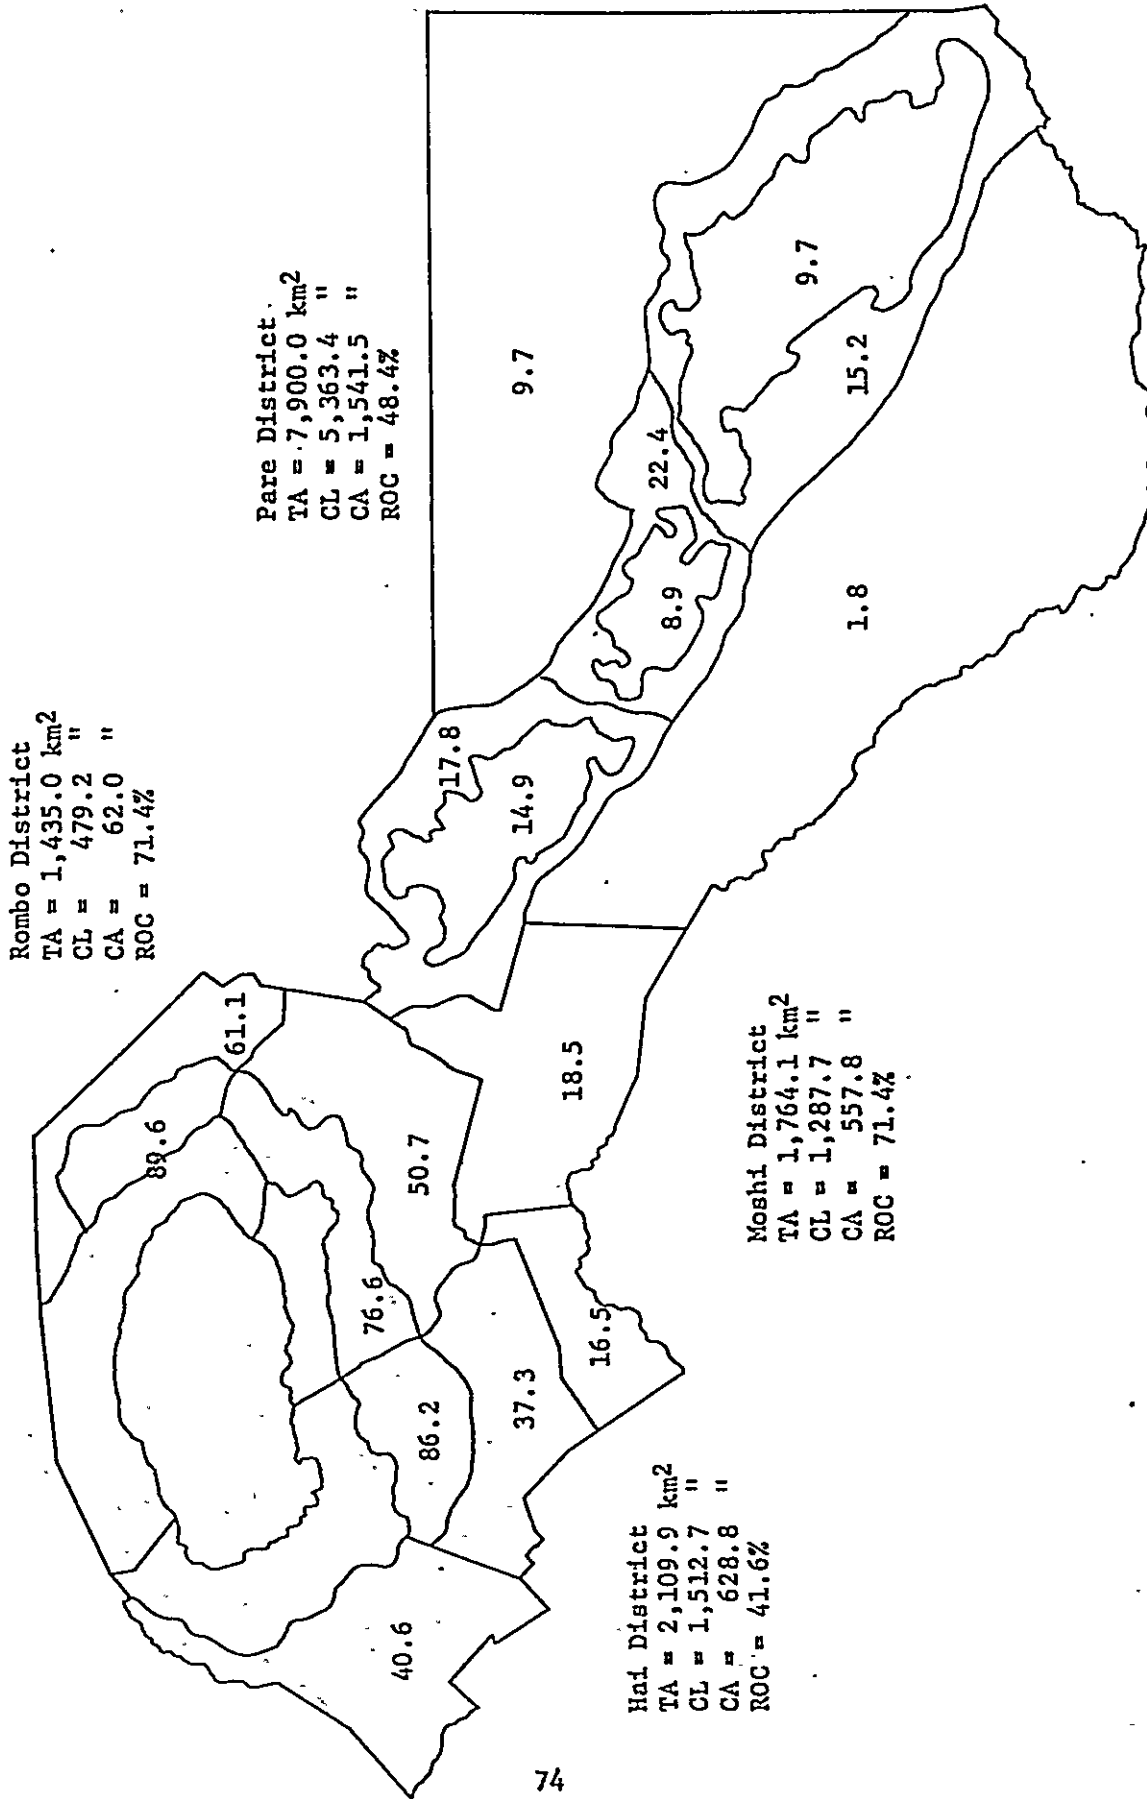 Rombo District
TA = 1,435.0 km2
CL = 479.2 "
CA = 62.0 "
ROC = 71.4%
Pare District
TA = 7,900.0 km2
CL = 5,363.4 "
CA = 1,541.5 "
ROC = 48.4%
89.6
61.1
40.6
86.2
76.6
50.7
37.3
16.5
18.5
17.8
14.9
8.9
22.4
9.7
9.7
15.2
1.8
Hai District
TA = 2,109.9 km2
CL = 1,512.7 "
CA = 628.8 "
ROC = 41.6%
Moshi District
TA = 1,764.1 km2
CL = 1,287.7 "
CA = 557.8 "
ROC = 71.4%
74